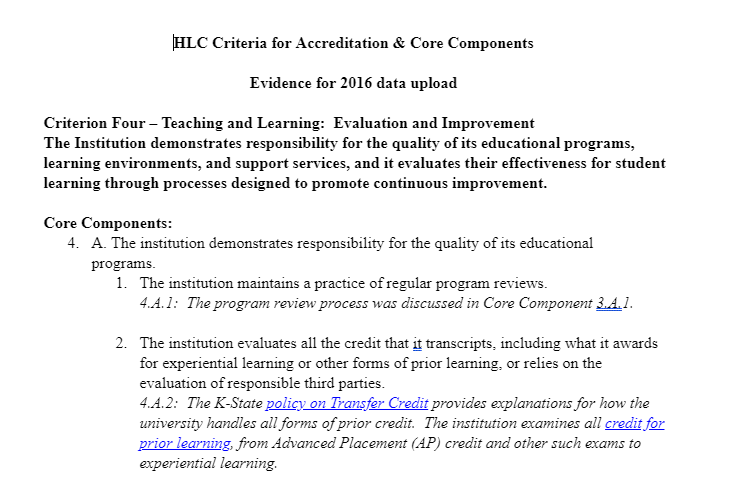 HLC Criteria for Accreditation & Core Components
Evidence for 2016 data upload
Criterion Four – Teaching and Learning:  Evaluation and Improvement
The Institution demonstrates responsibility for the quality of its educational programs,
learning environments, and support services, and it evaluates their effectiveness for student
learning through processes designed to promote continuous improvement.
Core Components:
4. A. The institution demonstrates responsibility for the quality of its educational
programs.
1. The institution maintains a practice of regular program reviews.
4.A.1:  The program review process was discussed in Core Component 3.A.1.
2. The institution evaluates all the credit that it transcripts, including what it awards
for experiential learning or other forms of prior learning, or relies on the
evaluation of responsible third parties.
4.A.2:  The K-State policy on Transfer Credit provides explanations for how the
university handles all forms of prior credit.  The institution examines all credit for
prior learning, from Advanced Placement (AP) credit and other such exams to
experiential learning.